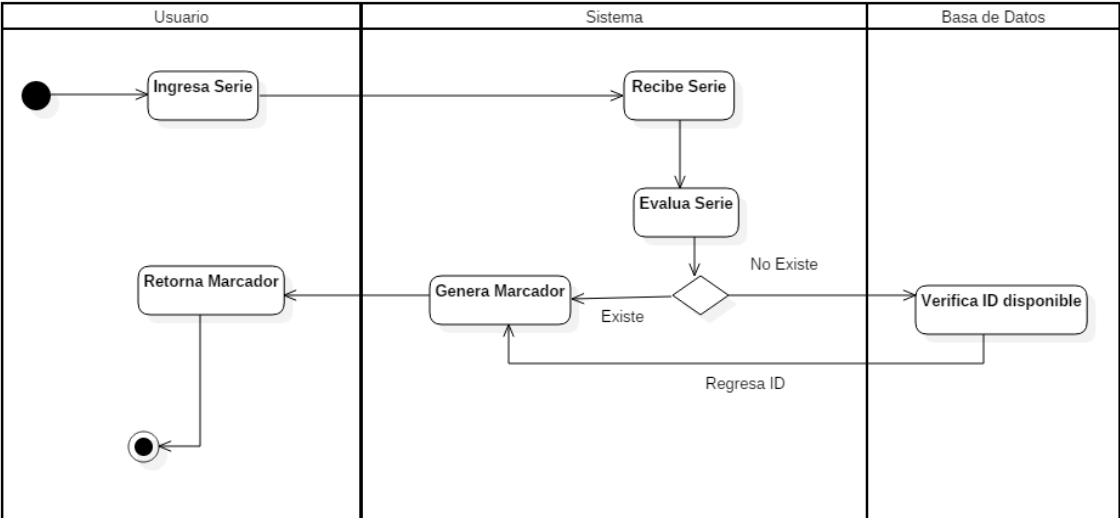 Usuario
Sistema
Basa de Datos
Ingresa Serie
Recibe Serie
Evalua Serie
No Existe
Retorna Marcador
Genera Marcador
Existe
Verifica ID disponible
Regresa ID